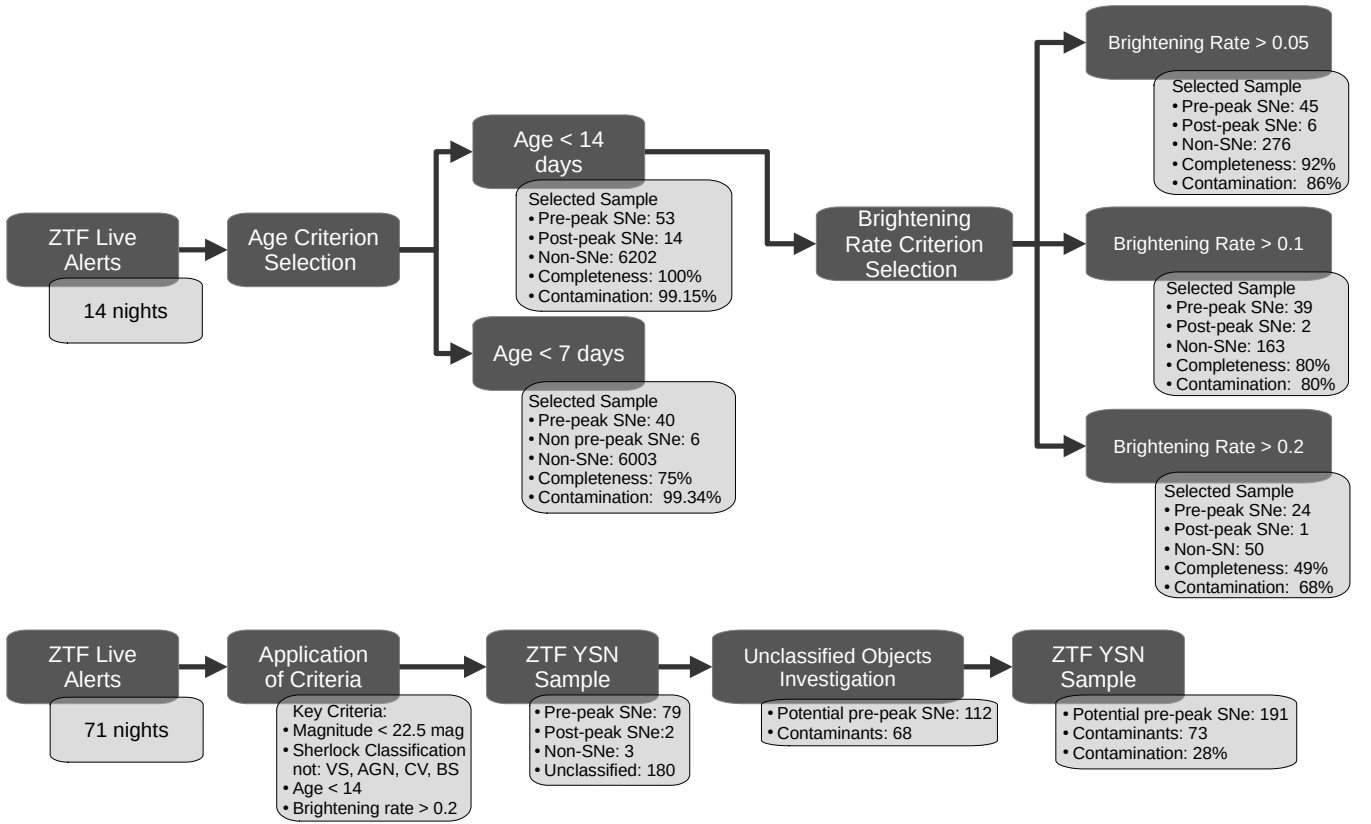 ZTF Live
Alerts
14 nights
Age Criterion
Selection
Age < 14
days
Selected Sample
• Pre-peak SNe: 53
• Post-peak SNe: 14
• Non-SNe: 6202
• Completeness: 100%
• Contamination: 99.15%
Age < 7 days
Selected Sample
• Pre-peak SNe: 40
• Non pre-peak SNe: 6
• Non-SNe: 6003
• Completeness: 75%
• Contamination: 99.34%
Brightening
Rate Criterion
Selection
Brightening Rate > 0.05
Selected Sample
• Pre-peak SNe: 45
• Post-peak SNe: 6
• Non-SNe: 276
• Completeness: 92%
• Contamination: 86%
Brightening Rate > 0.1
Selected Sample
• Pre-peak SNe: 39
• Post-peak SNe: 2
• Non-SNe: 163
• Completeness: 80%
• Contamination: 80%
Brightening Rate > 0.2
Selected Sample
• Pre-peak SNe: 24
• Post-peak SNe: 1
• Non-SN: 50
• Completeness: 49%
• Contamination: 68%
ZTF Live
Alerts
71 nights
Application
of Criteria
Key Criteria:
• Magnitude < 22.5 mag
• Sherlock Classification
not: VS, AGN, CV, BS
• Age < 14
• Brightening rate > 0.2
ZTF YSN
Sample
• Pre-peak SNe: 79
• Post-peak SNe:2
• Non-SNe: 3
• Unclassified: 180
Unclassified Objects
Investigation
• Potential pre-peak SNe: 112
• Contaminants: 68
ZTF YSN
Sample
• Potential pre-peak SNe: 191
• Contaminants: 73
• Contamination: 28%